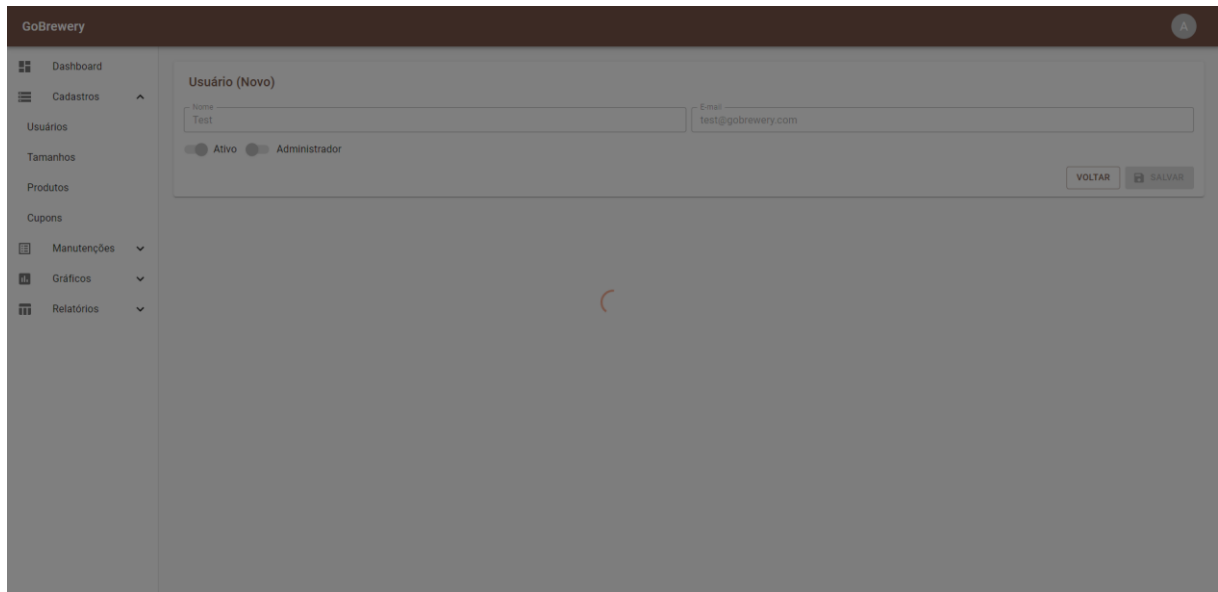 GoBrewery
A
Dashboard
Cadastros
Usuários
Tamanhos
Produtos
Cupons
Manutenções
Gráficos
Relatórios
Usuário (Novo)
Nome
Test
E-mail
test@gobrewery.com
Ativo
Administrador
VOLTAR
SALVAR